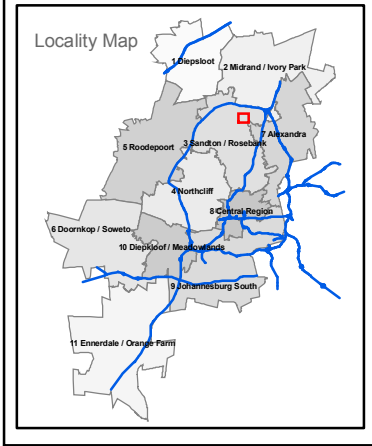 Locality Map
1 Diepsloot
2 Midrand / Ivory Park
7 Alexandra
3 Sandton / Rosebank
5 Roodepoort
4 Northcliff
8 Central Region
6 Doornkop / Soweto
10 Diepkloof / Meadowlands
9 Johannesburg South
11 Ennerdale / Orange Farm